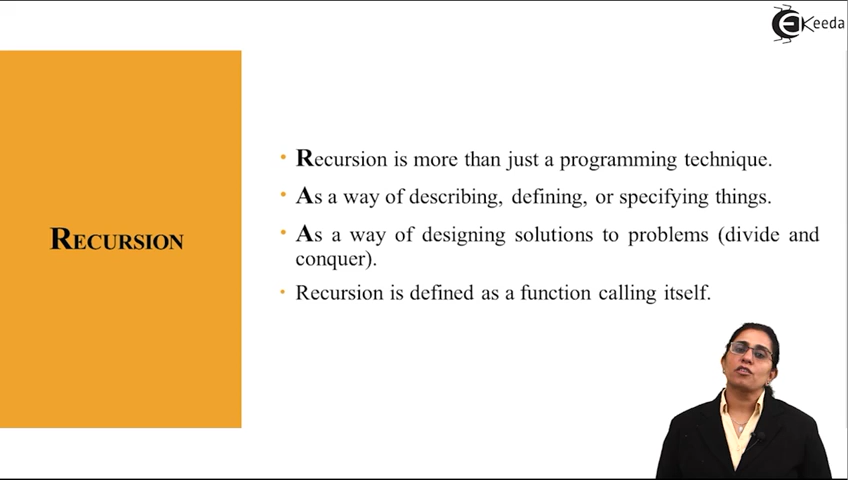 Keeda
RECURSION
• Recursion is more than just a programming technique.
• As a way of describing, defining, or specifying things.
• As a way of designing solutions to problems (divide and
conquer).
• Recursion is defined as a function calling itself.